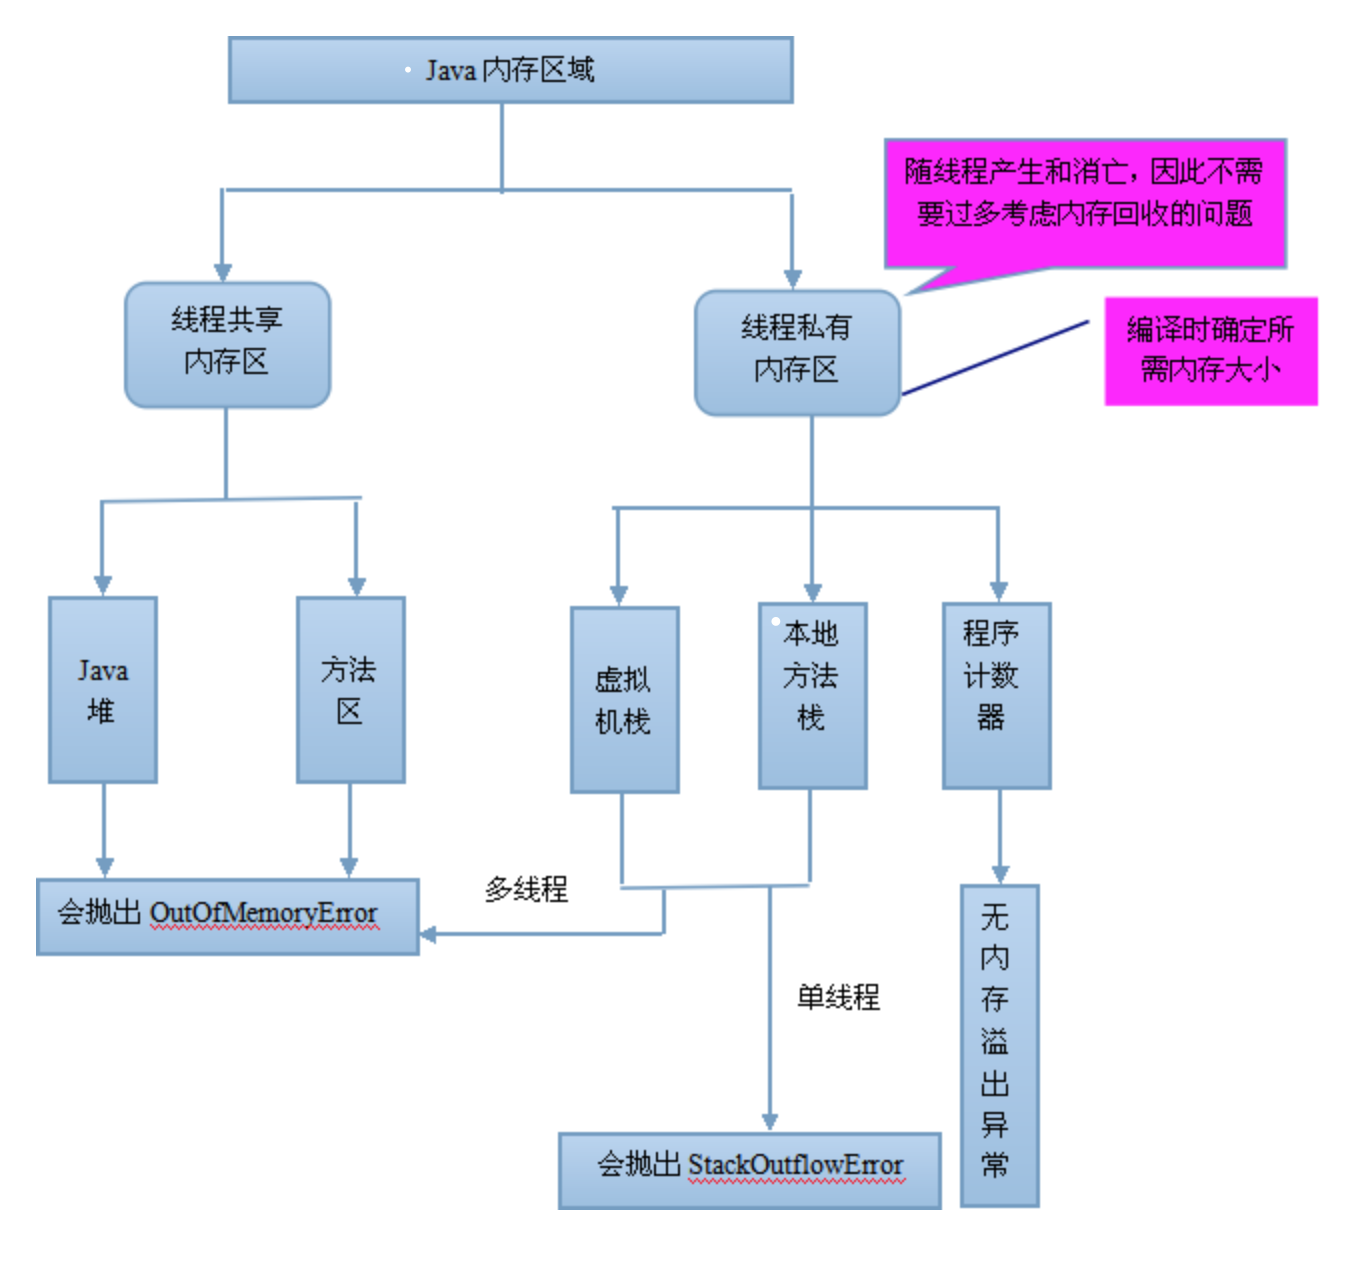 Java 内存区域
随线程产生和消亡，因此不需
要过多考虑内存回收的问题
线程共享
内存区
线程私有
内存区
编译时确定所
需内存大小
Java
堆
方法
区
虚拟
机栈
本地
方法
栈
程序
计数
器
会抛出 OutOfMemoryError
多线程
单线程
无
内
存
溢
出
异
常
会抛出 StackOutflowError